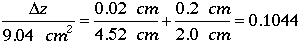 Δz / 9.04 cm² = 0.02 cm / 4.52 cm + 0.2 cm / 2.0 cm = 0.1044